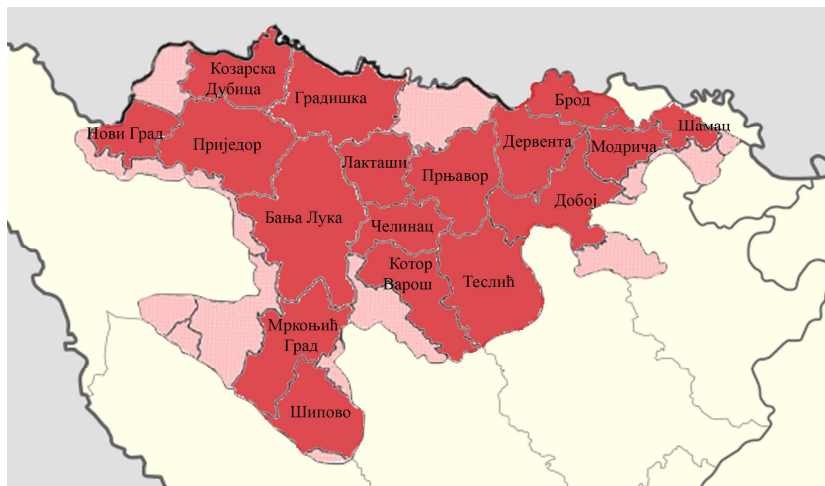 Козарска
Дубица
Градишка
Брод
Нови Град
Приједор
Лакташи
Дервента
Модрича
Шамац
Прњавор
Бања Лука
Добој
Челинац
Котор
Варош
Теслић
Мркоњић
Град
Шипово